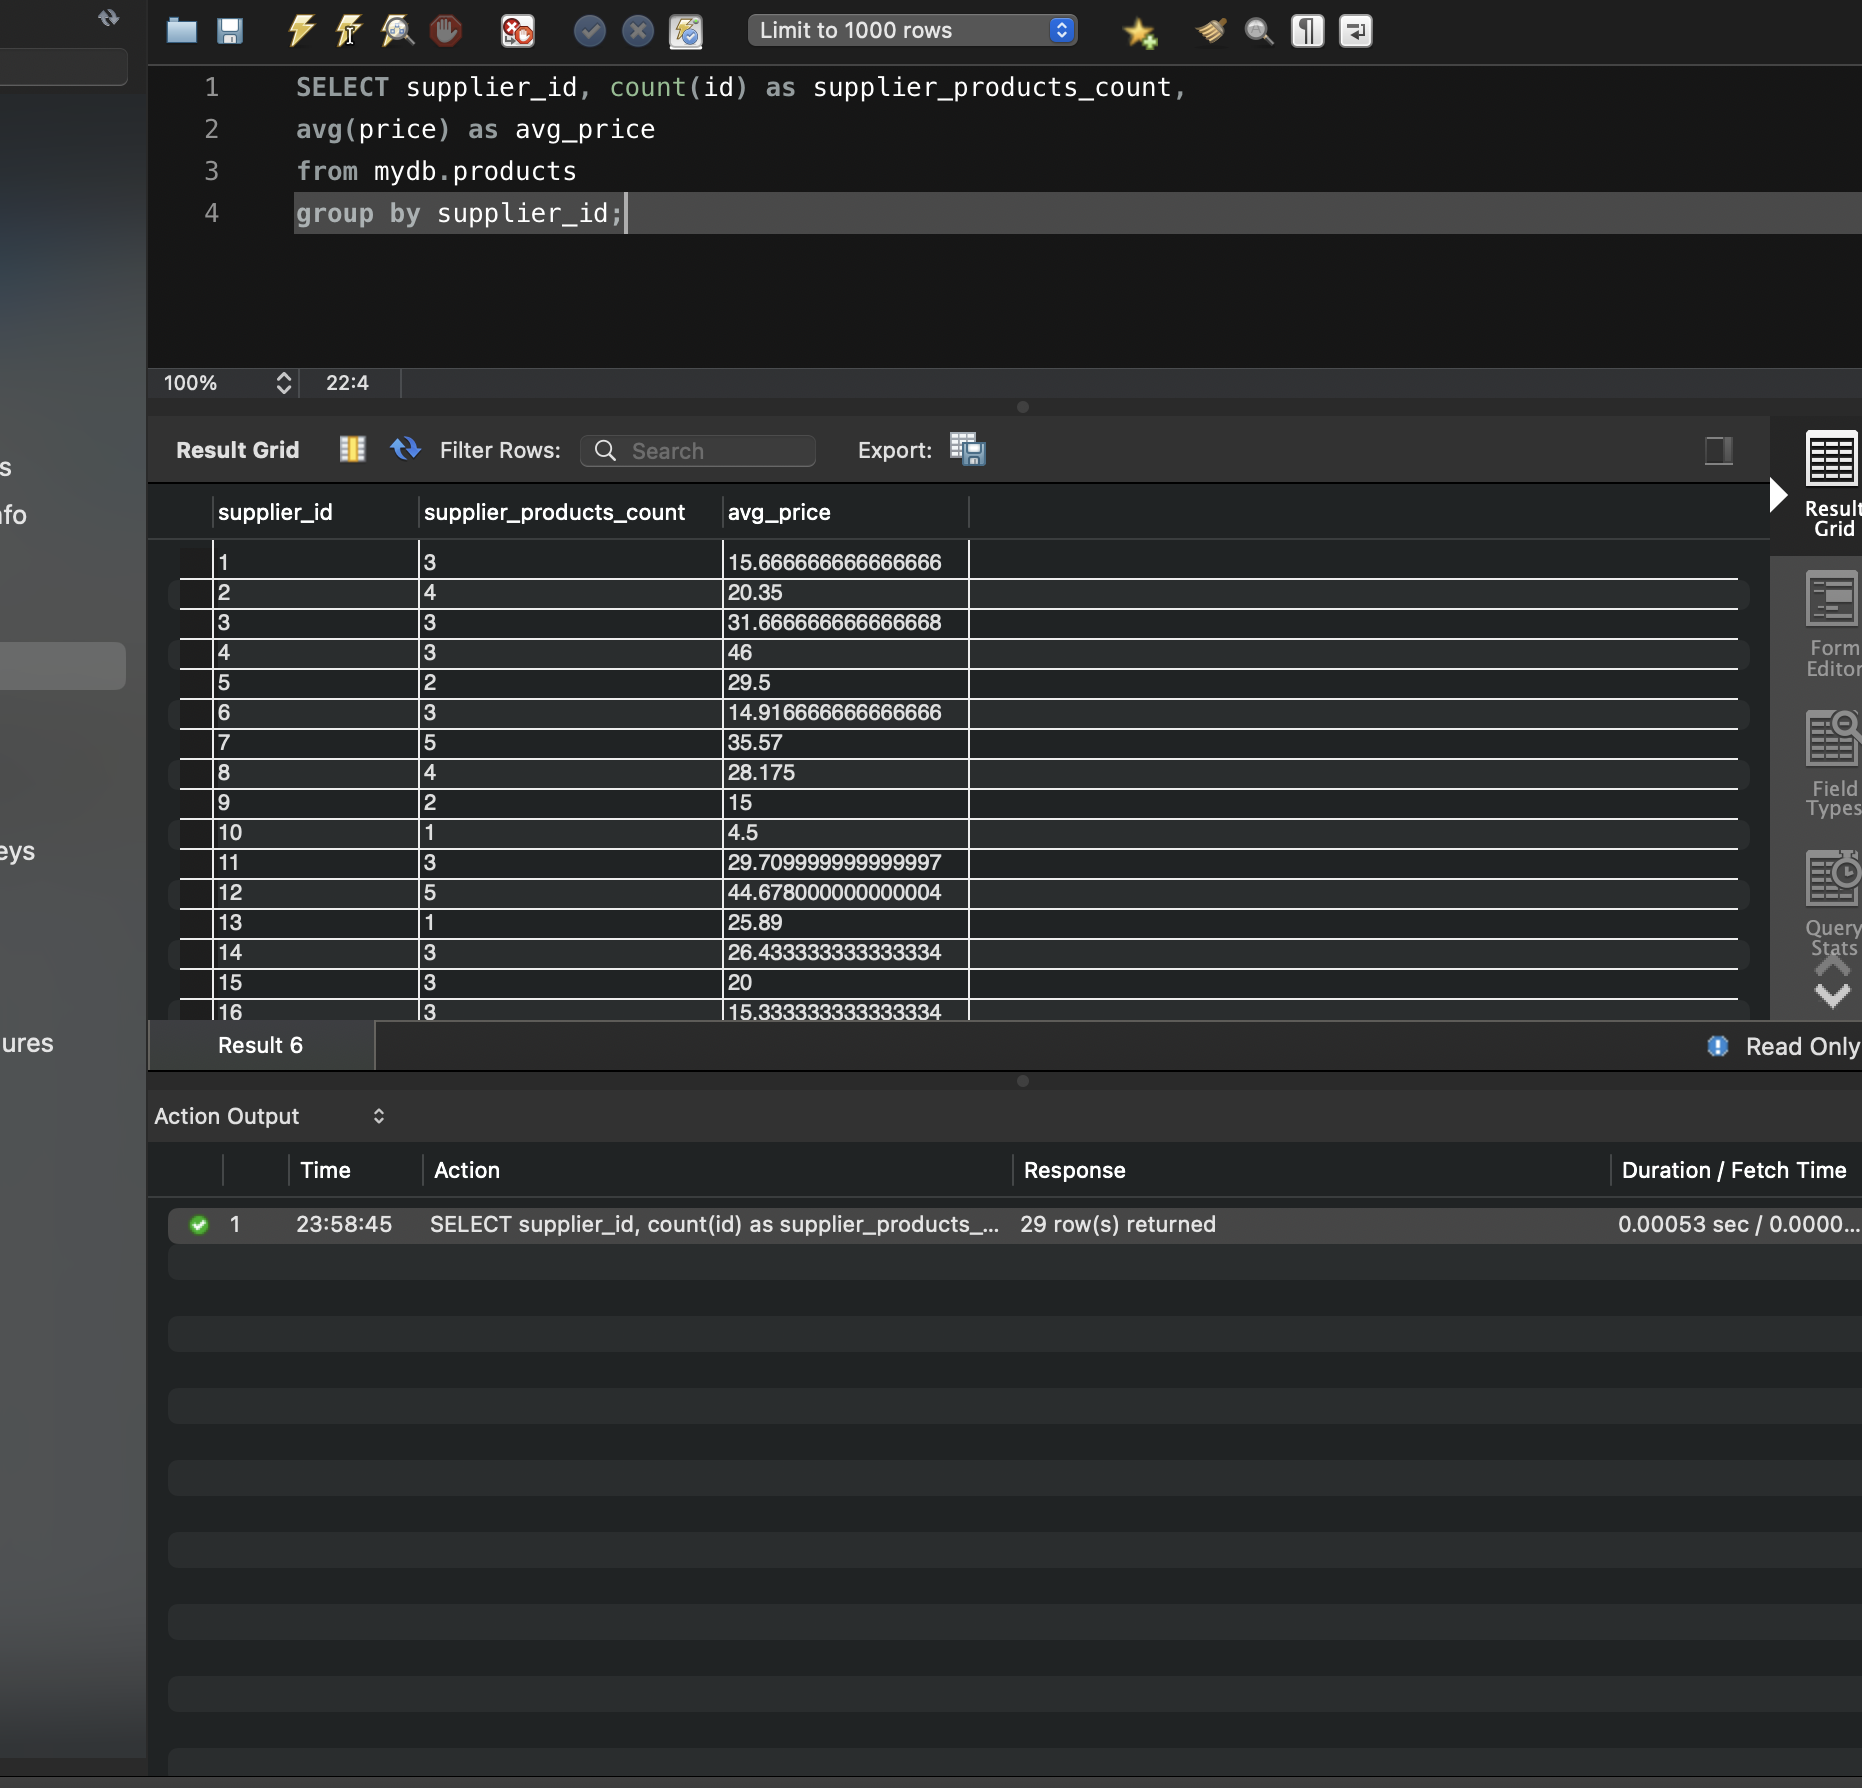 Limit to 1000 rows
1 SELECT supplier_id, count(id) as supplier_products_count,
2 avg(price) as avg_price
3 from mydb.products
4 group by supplier_id;
100% 22:4
Result Grid Filter Rows: Search Export:
supplier_id supplier_products_count avg_price
1 3 15.666666666666666
2 4 20.35
3 3 31.666666666666668
4 3 46
5 2 29.5
6 3 14.916666666666666
7 5 35.57
8 4 28.175
9 2 15
10 1 4.5
11 3 29.709999999999997
12 5 44.678000000000004
13 1 25.89
14 3 26.433333333333334
15 3 20
16 3 15.333333333333334
Result
Grid
Form
Editor
Field
Types
Query
Stats
s
nfo
eys
ures
Result 6 Read Only
Action Output
Time Action Response Duration / Fetch Time
1 23:58:45 SELECT supplier_id, count(id) as supplier_products_... 29 row(s) returned 0.00053 sec / 0.0000...